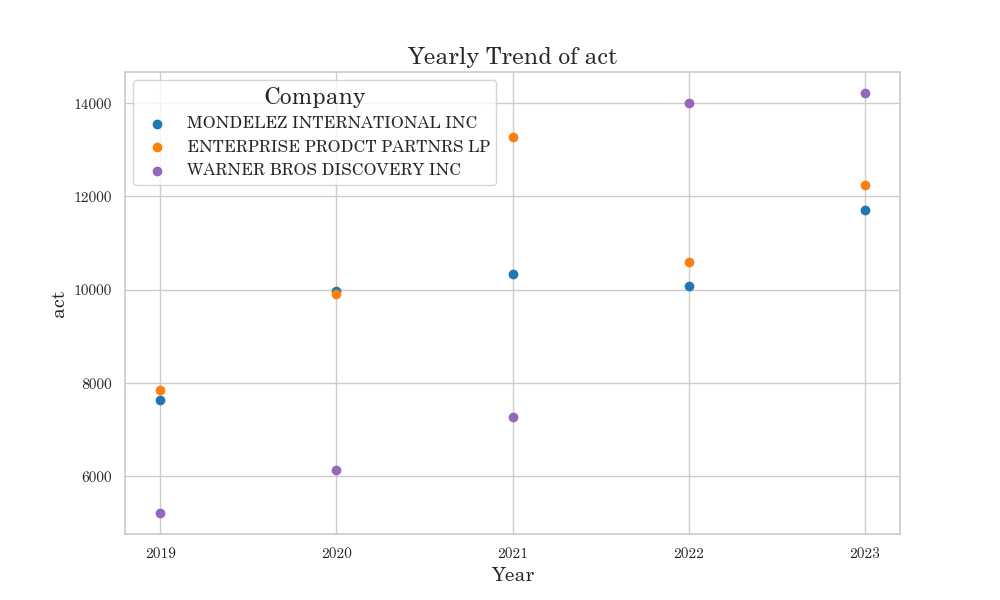 Yearly Trend of act
Company
MONDELEZ INTERNATIONAL INC
ENTERPRISE PRODCT PARTNRS LP
WARNER BROS DISCOVERY INC
act
14000
12000
10000
8000
6000
2019 2020 2021 2022 2023
Year